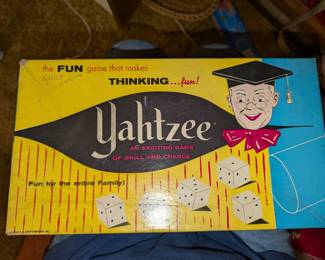 the FUN game that makes
THINKING...fun!
Yahtzee
AN EXCITING GAME
OF SKILL AND CHANCE
Fun for the entire Family!